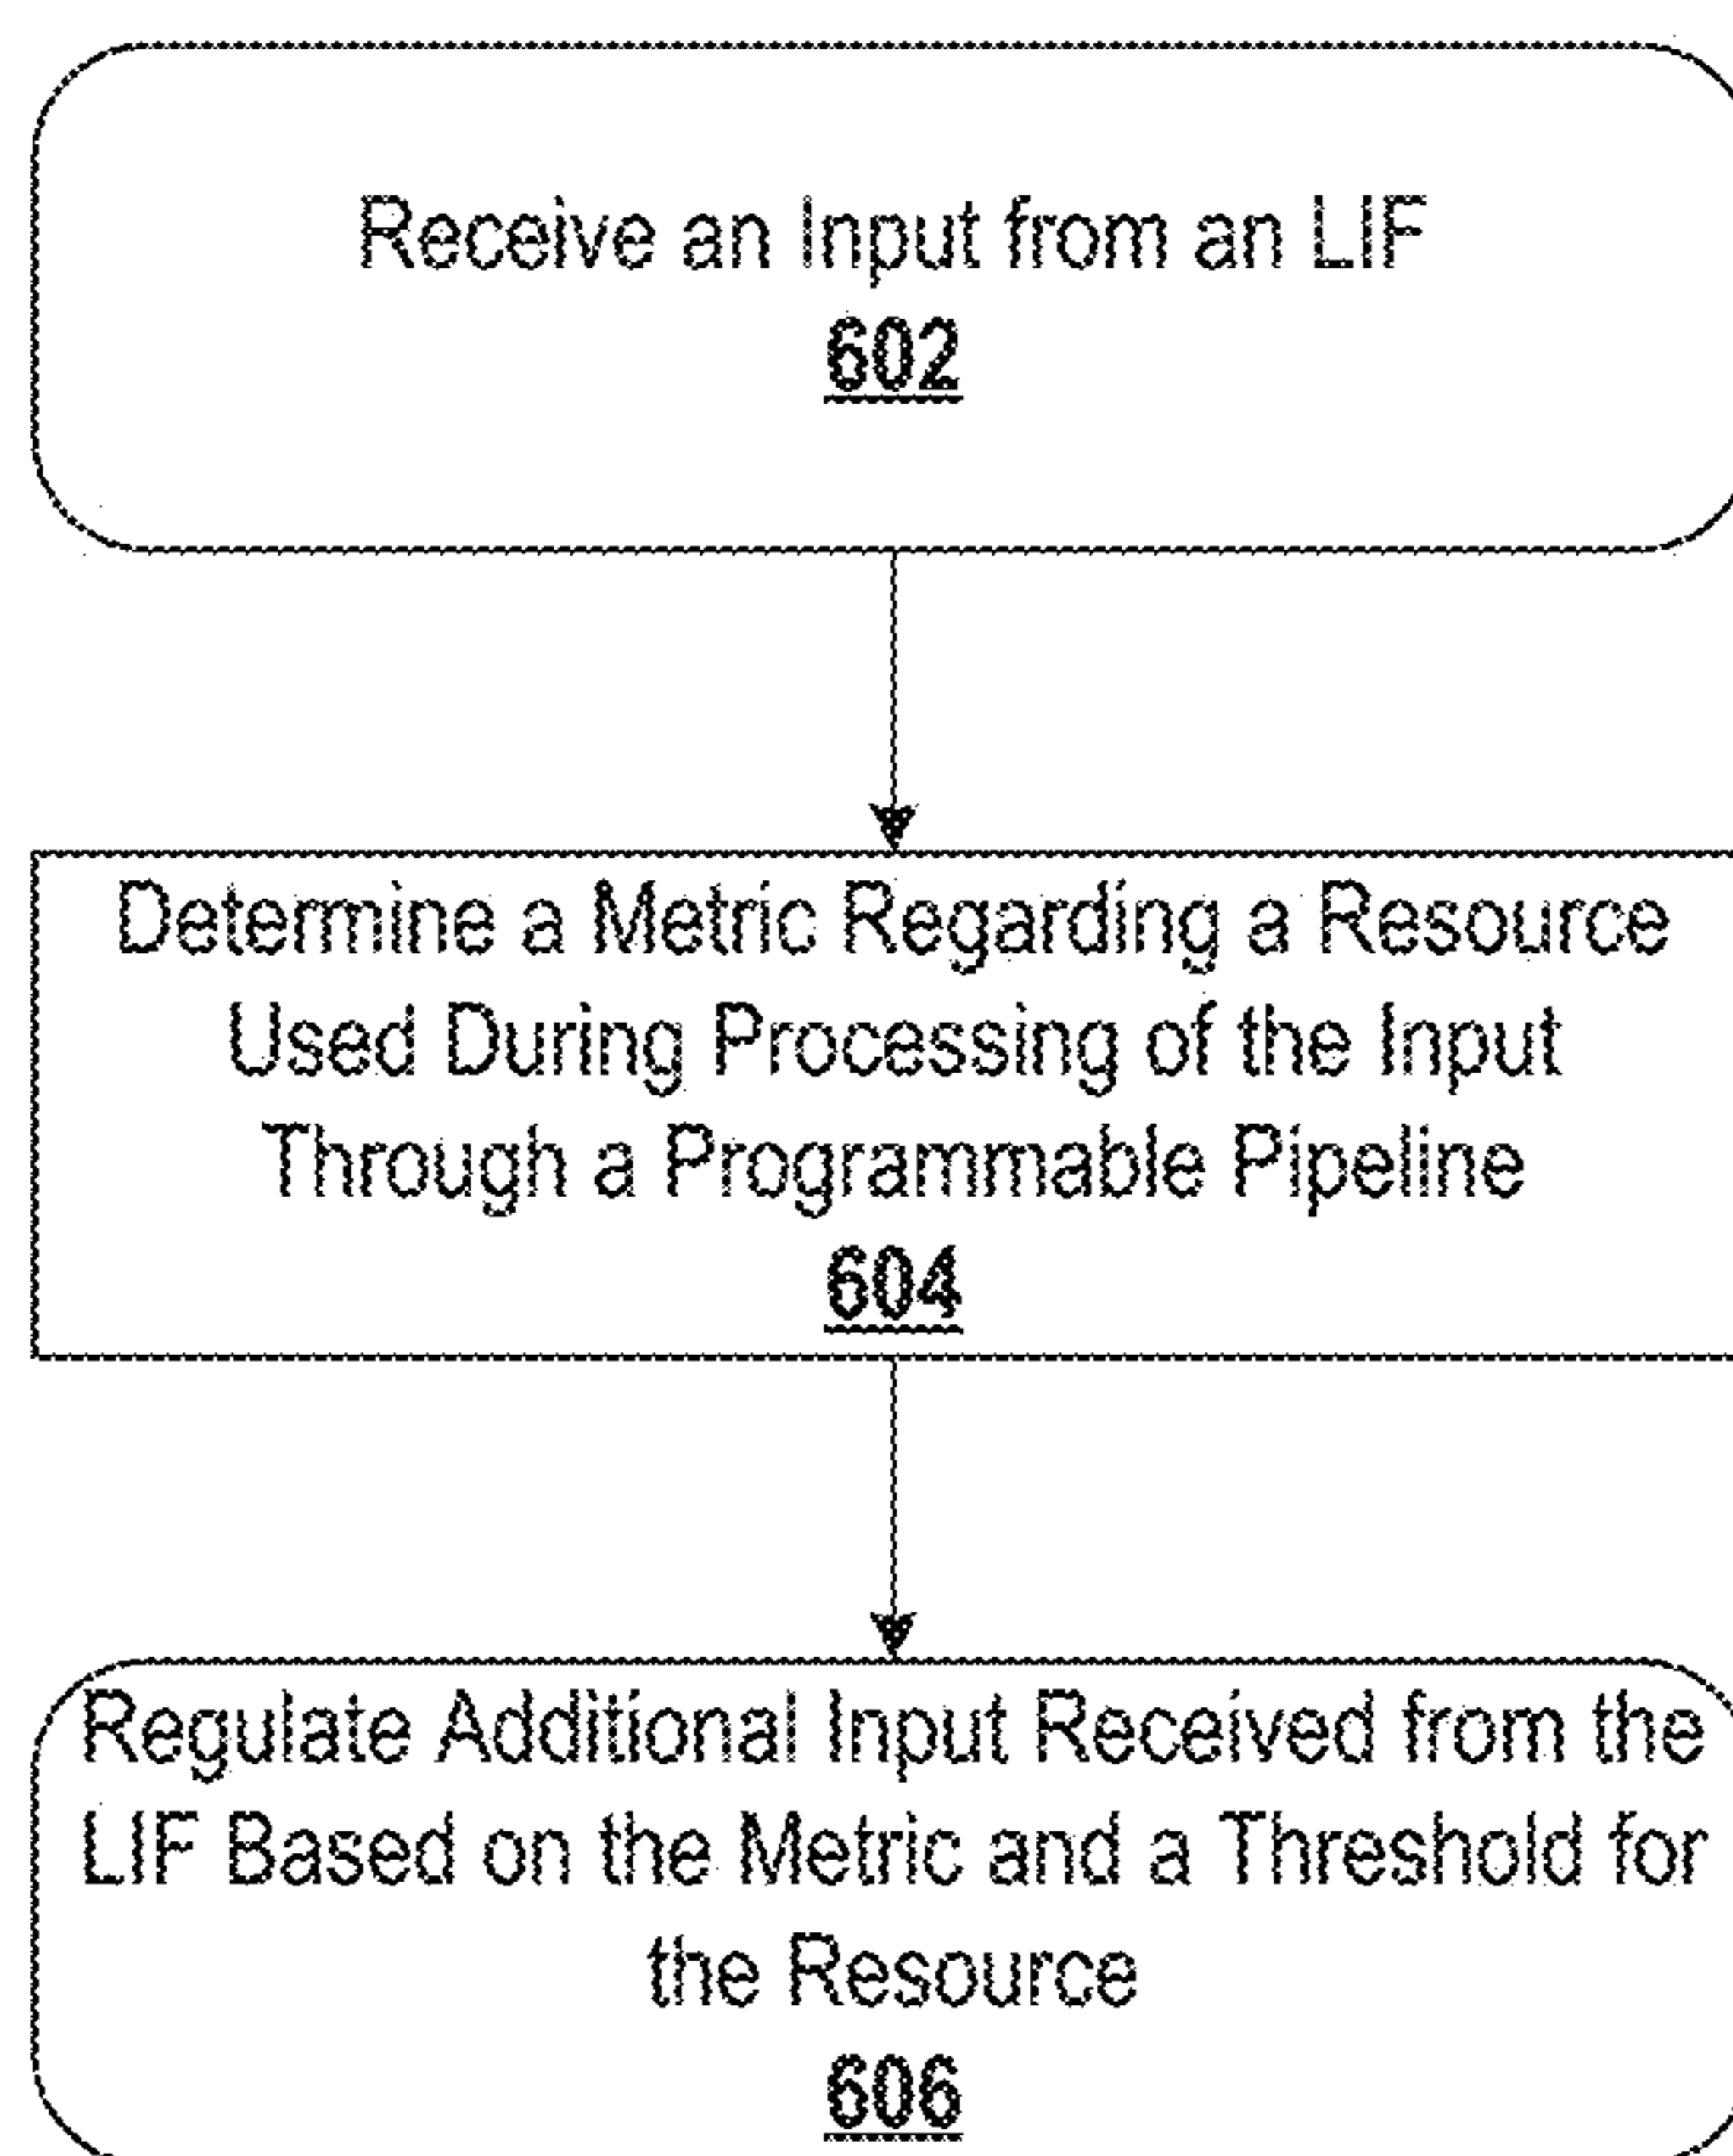 Receive an Input from an LIF
602
Determine a Metric Regarding a Resource
Used During Processing of the Input
Through a Programmable Pipeline
604
Regulate Additional Input Received from the
LIF Based on the Metric and a Threshold for
the Resource
606